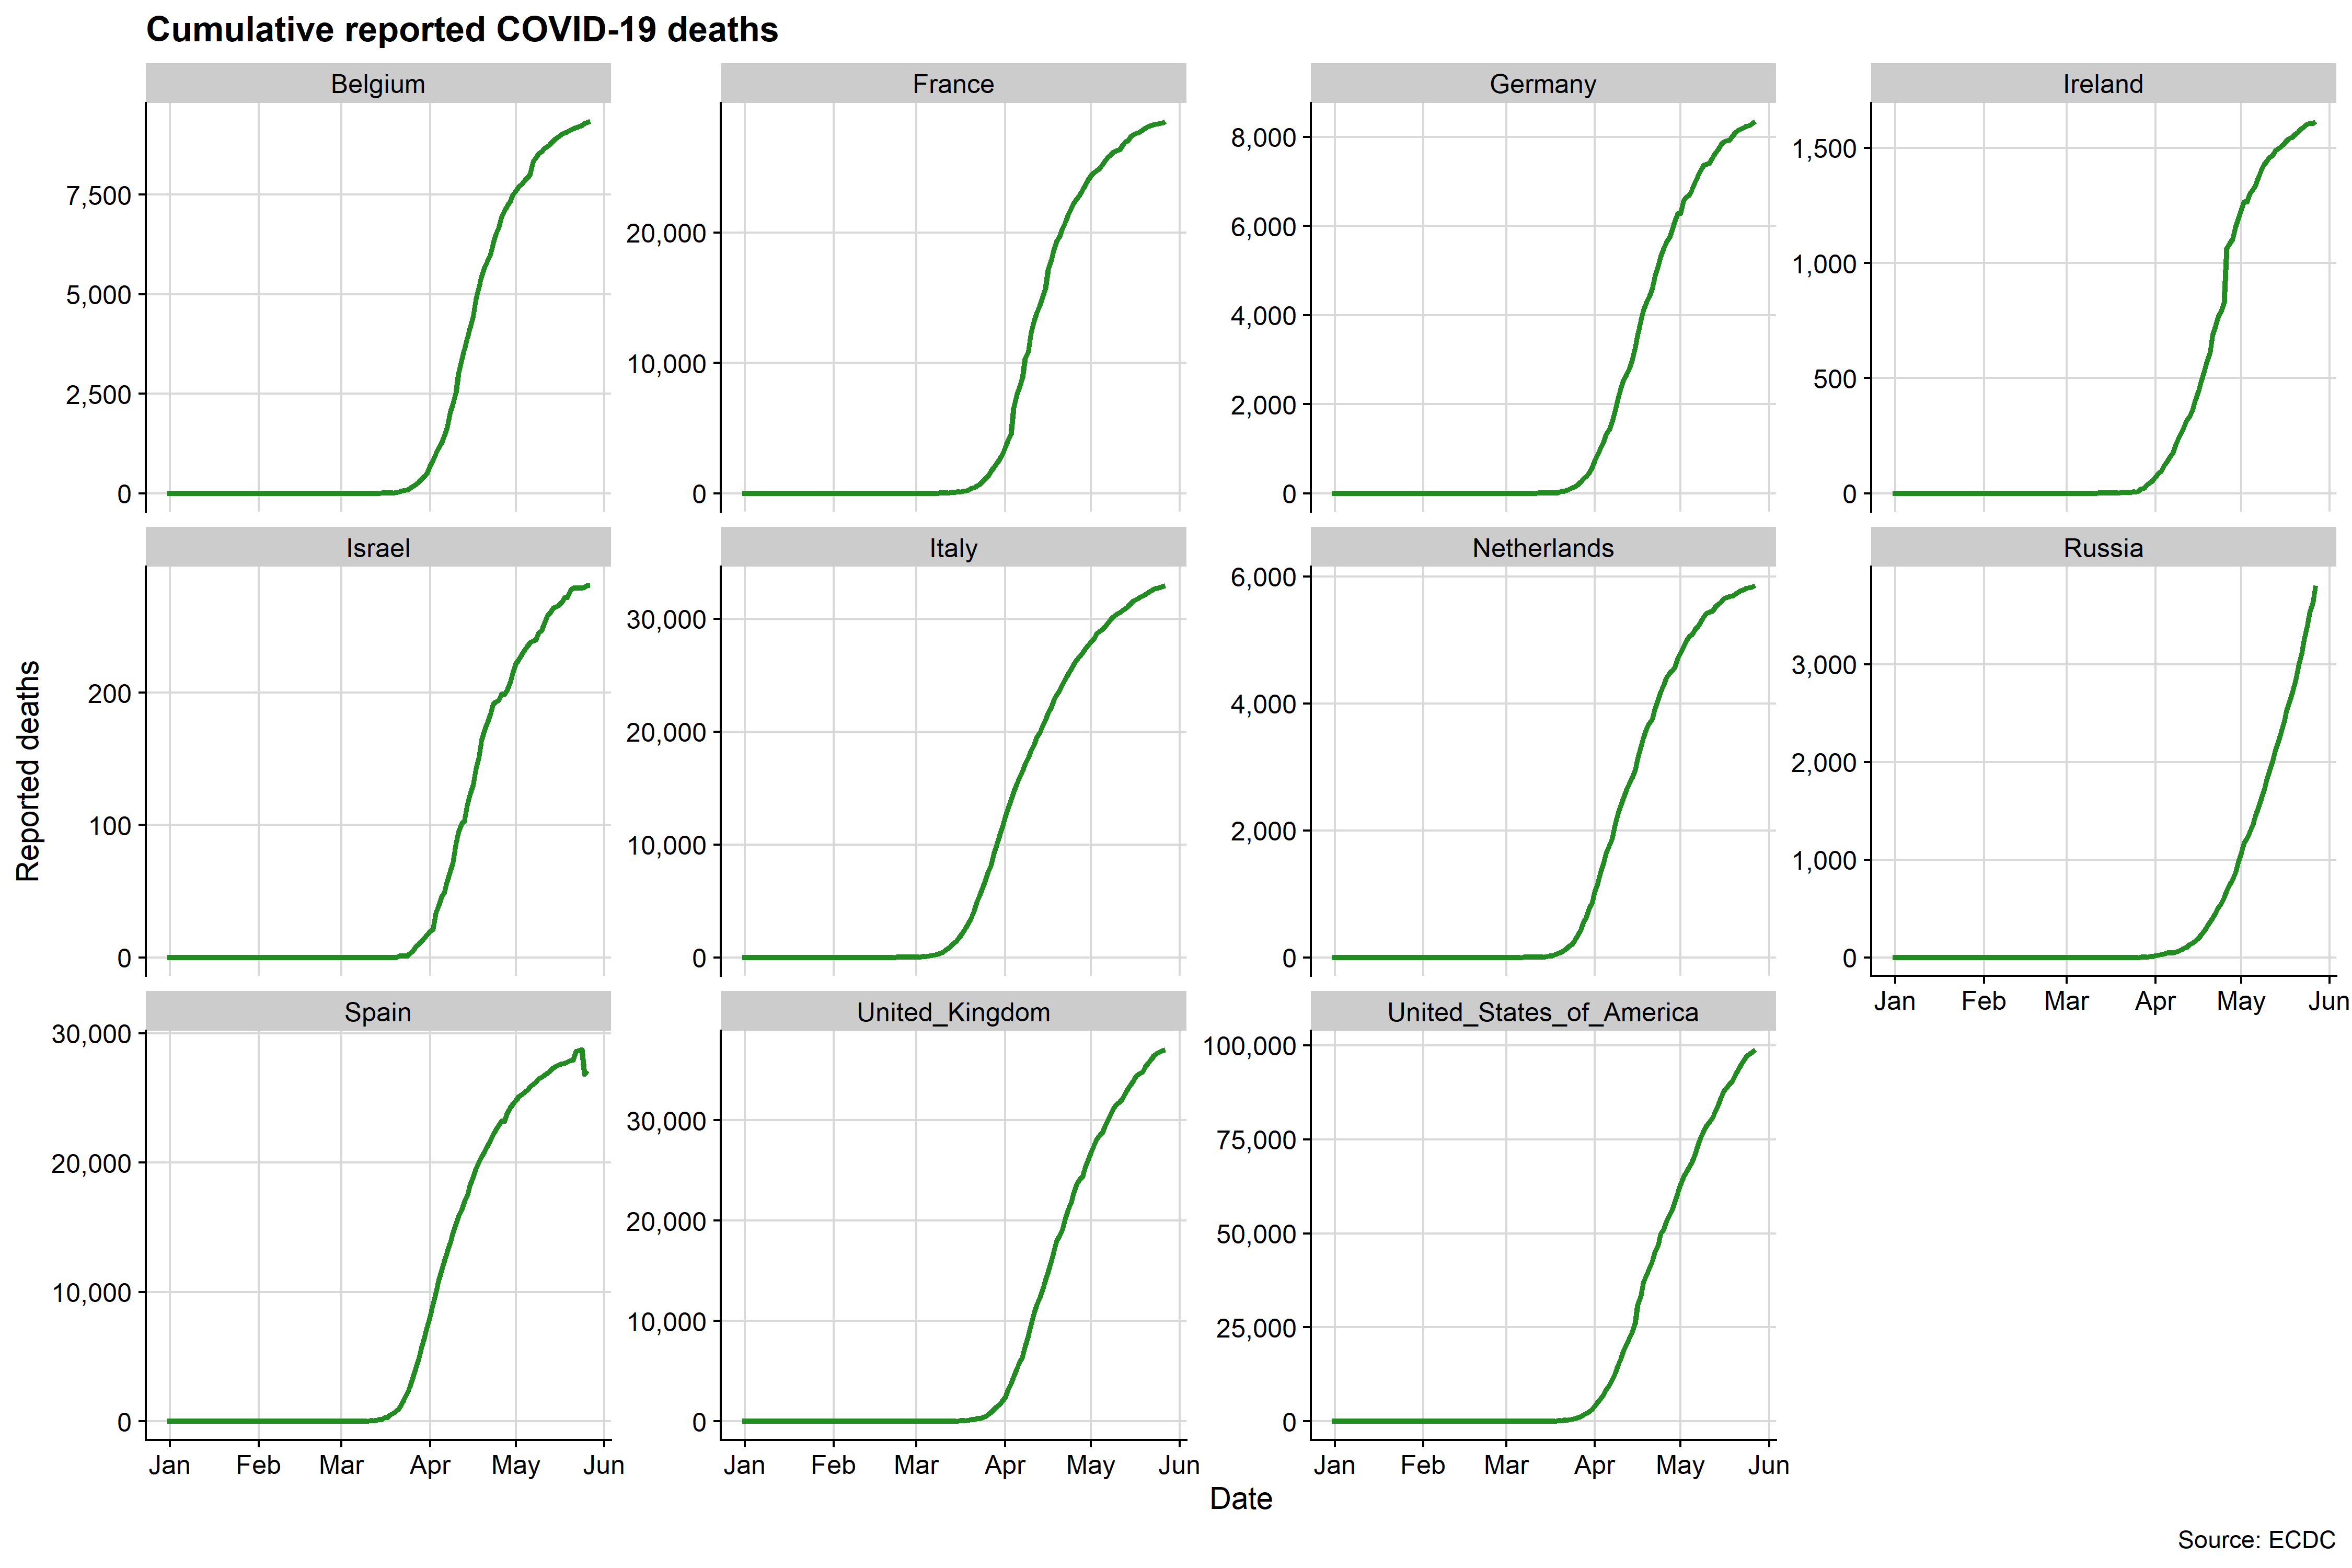 Cumulative reported COVID-19 deaths
Belgium
France
Germany
Ireland
7,500
5,000
2,500
0
20,000
10,000
0
8,000
6,000
4,000
2,000
0
1,500
1,000
500
0
Israel
Italy
Netherlands
Russia
200
100
0
30,000
20,000
10,000
0
6,000
4,000
2,000
0
3,000
2,000
1,000
0
Jan Feb Mar Apr May Jun
Reported deaths
Spain
United_Kingdom
United_States_of_America
30,000
20,000
10,000
0
30,000
20,000
10,000
0
100,000
75,000
50,000
25,000
0
Jan Feb Mar Apr May Jun
Jan Feb Mar Apr May Jun
Jan Feb Mar Apr May Jun
Date
Source: ECDC